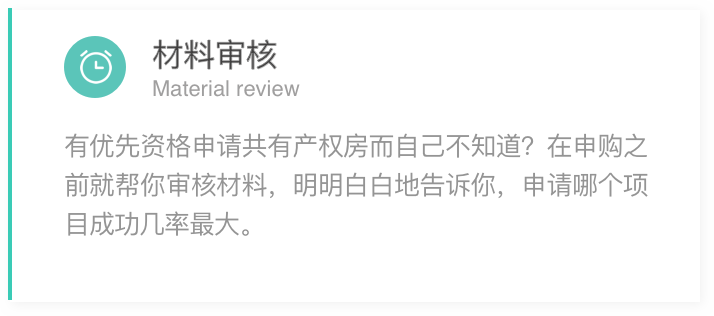 材料审核
Material review
有优先资格申请共有产权房而自己不知道？在申购之
前就帮你审核材料，明明白白地告诉你，申请哪个项
目成功几率最大。